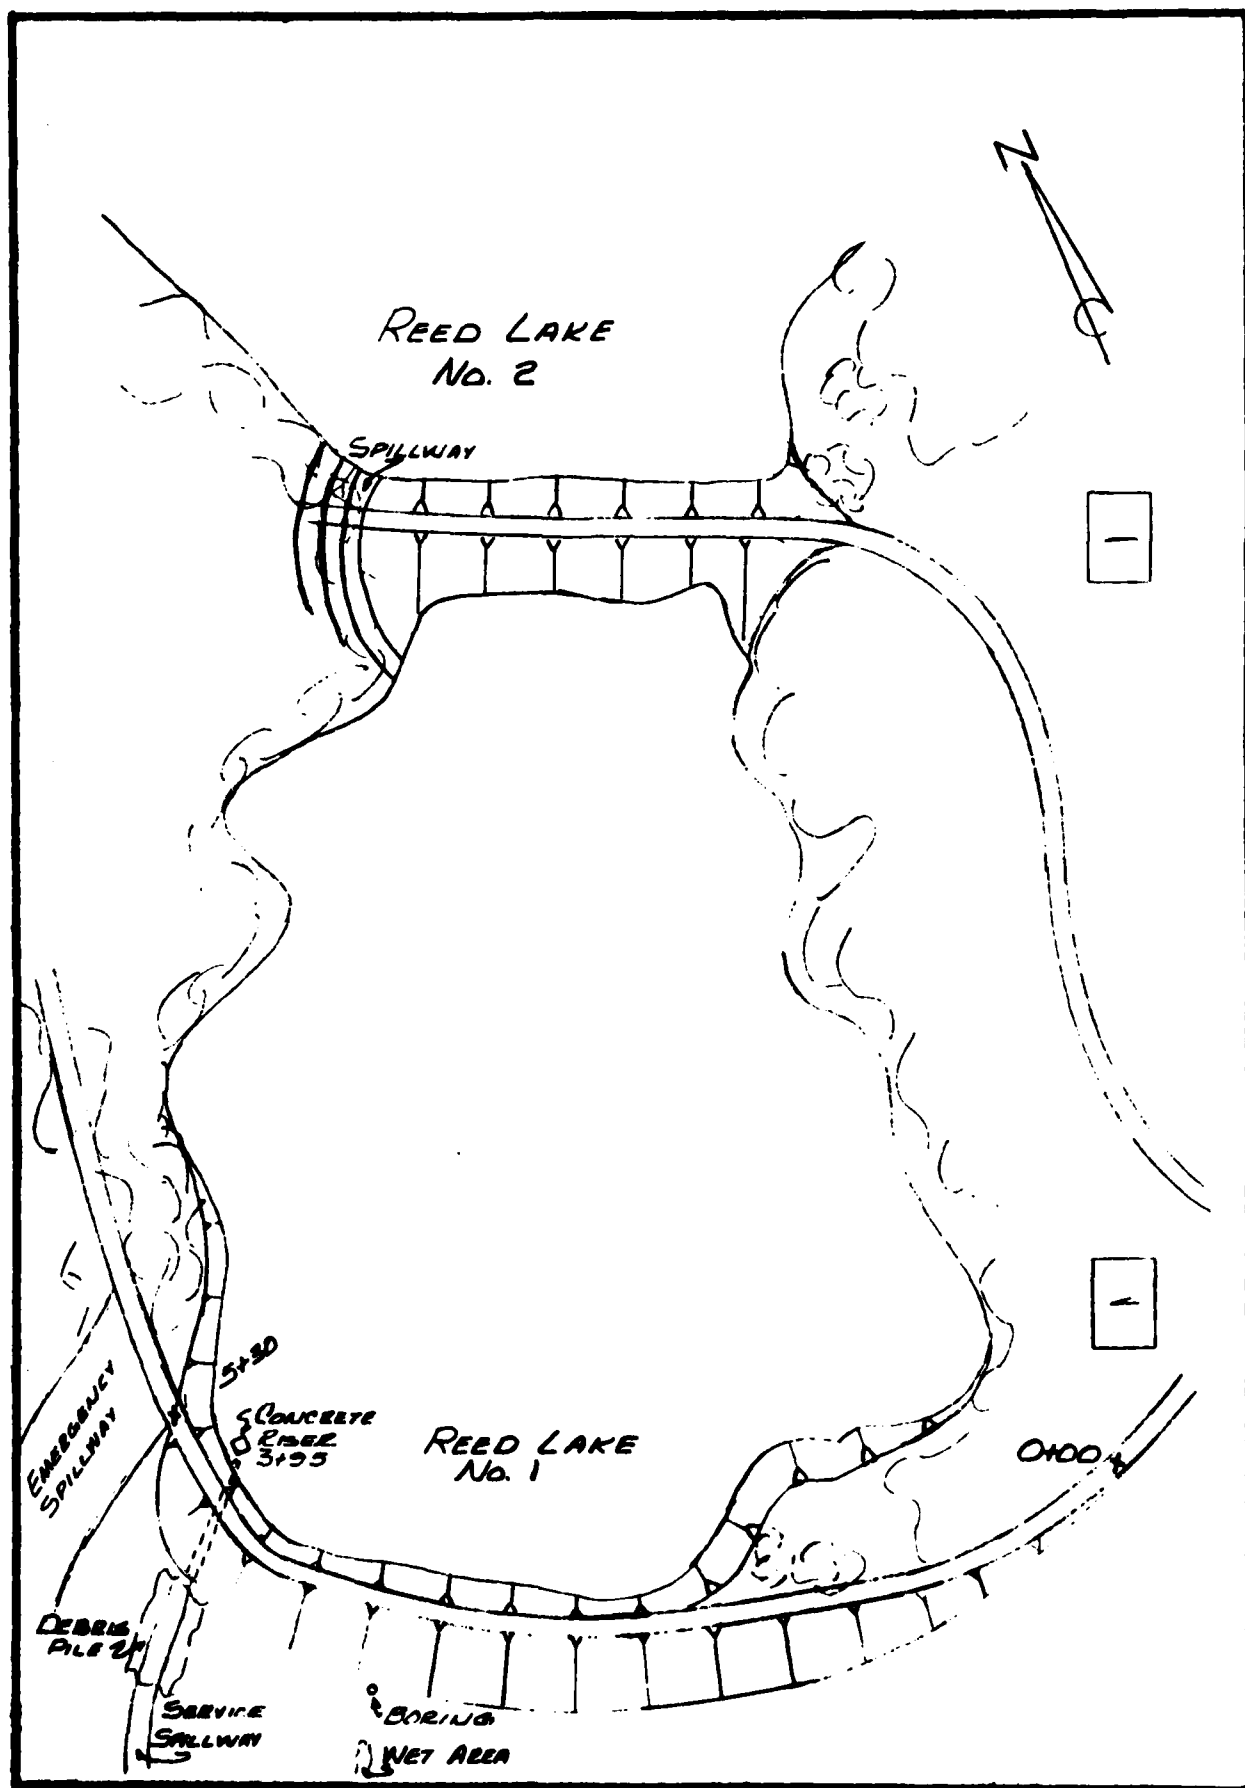 N
REED LAKE
No. 2
SPILLWAY
5+30
CONCRETE
RISER
3+95
EMERGENCY
SPILLWAY
REED LAKE
No. 1
0+00
DEBRIS
PILE
SERVICE
SPILLWAY
BORING
WET AREA